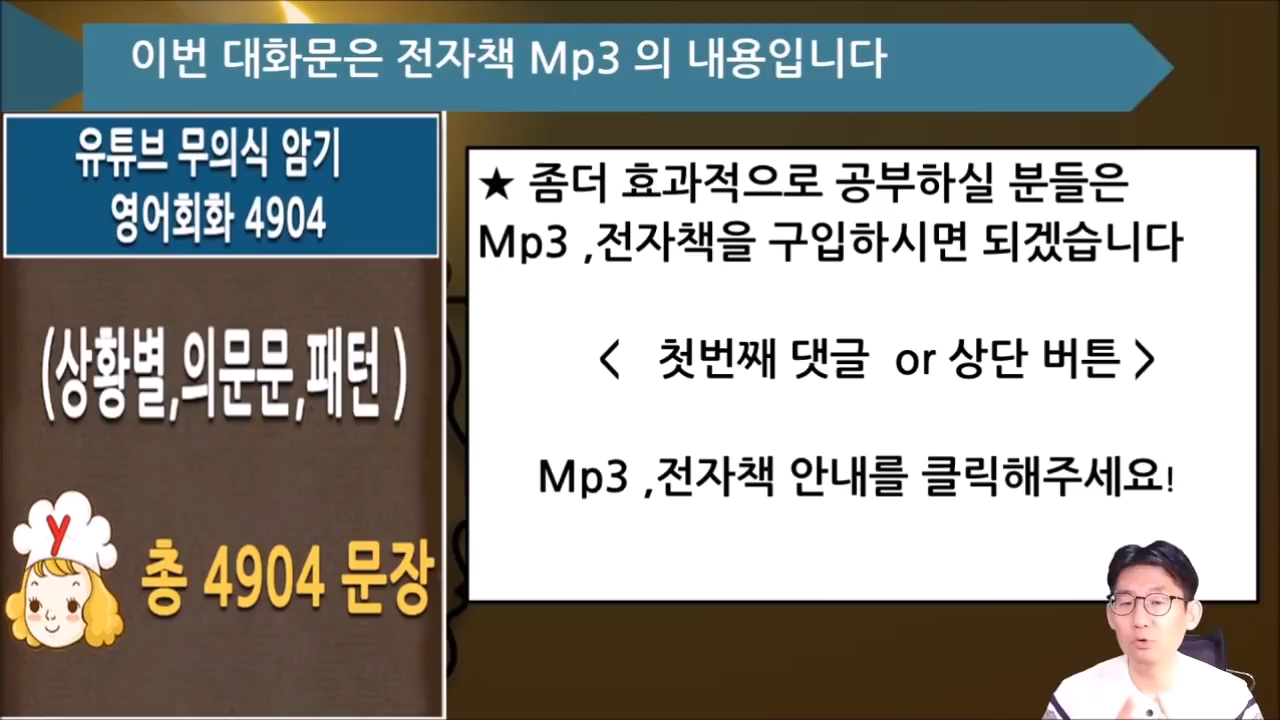 이번 대화문은 전자책 Mp3 의 내용입니다
유튜브 무의식 암기
영어회화 4904
(상황별,의문문,패턴 )
y
총 4904 문장
★ 좀더 효과적으로 공부하실 분들은
Mp3 ,전자책을 구입하시면 되겠습니다
< 첫번째 댓글 or 상단 버튼 >
Mp3 ,전자책 안내를 클릭해주세요!